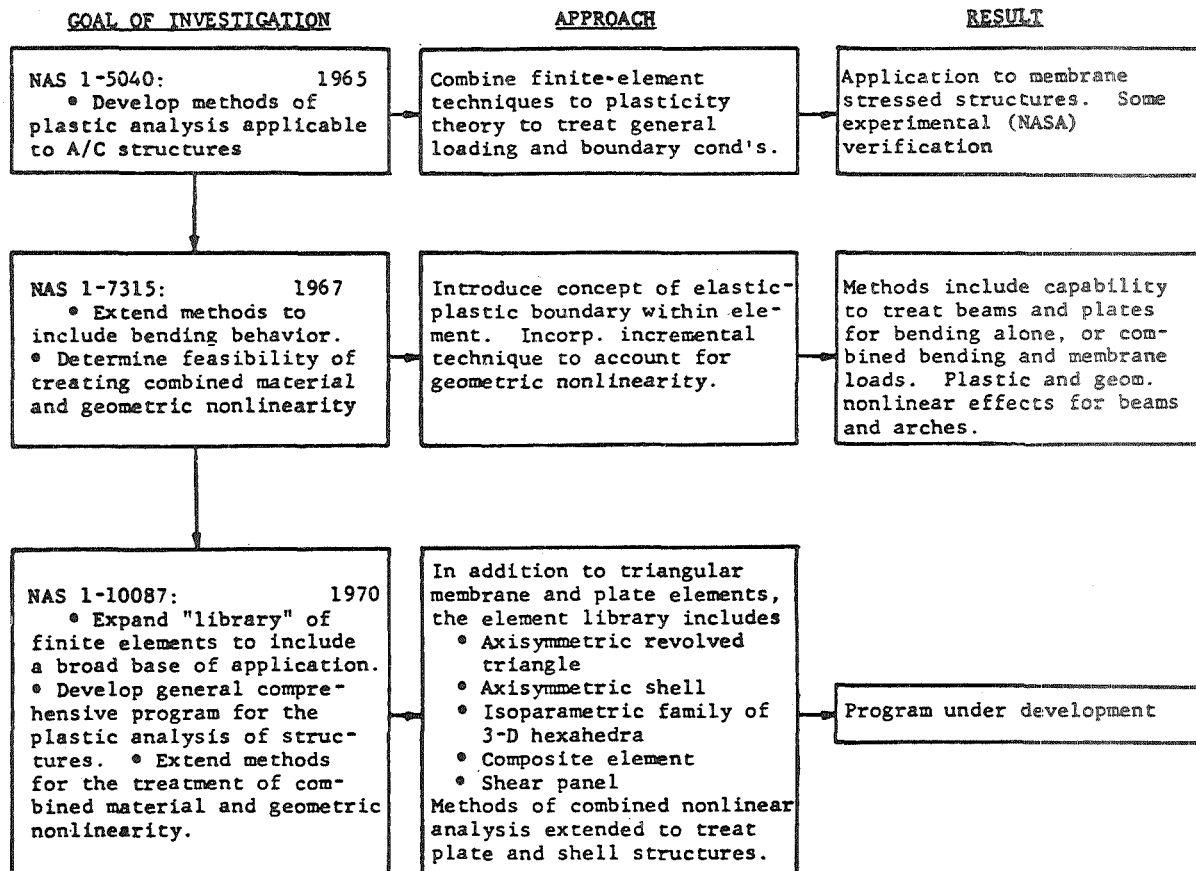 GOAL OF INVESTIGATION
APPROACH
RESULT
NAS 1-5040: 1965
• Develop methods of
plastic analysis applicable
to A/C structures
Combine finite-element
techniques to plasticity
theory to treat general
loading and boundary cond's.
Application to membrane
stressed structures. Some
experimental (NASA)
verification
NAS 1-7315: 1967
• Extend methods to
include bending behavior.
• Determine feasibility of
treating combined material
and geometric nonlinearity
Introduce concept of elastic-
plastic boundary within ele-
ment. Incorp. incremental
technique to account for
geometric nonlinearity.
Methods include capability
to treat beams and plates
for bending alone, or com-
bined bending and membrane
loads. Plastic and geom.
nonlinear effects for beams
and arches.
NAS 1-10087: 1970
• Expand "library" of
finite elements to include
a broad base of application.
• Develop general compre-
hensive program for the
plastic analysis of struc-
tures. • Extend methods
for the treatment of com-
bined material and geometric
nonlinearity.
In addition to triangular
membrane and plate elements,
the element library includes
• Axisymmetric revolved
triangle
• Axisymmetric shell
• Isoparametric family of
3-D hexahedra
• Composite element
• Shear panel
Methods of combined nonlinear
analysis extended to treat
plate and shell structures.
Program under development